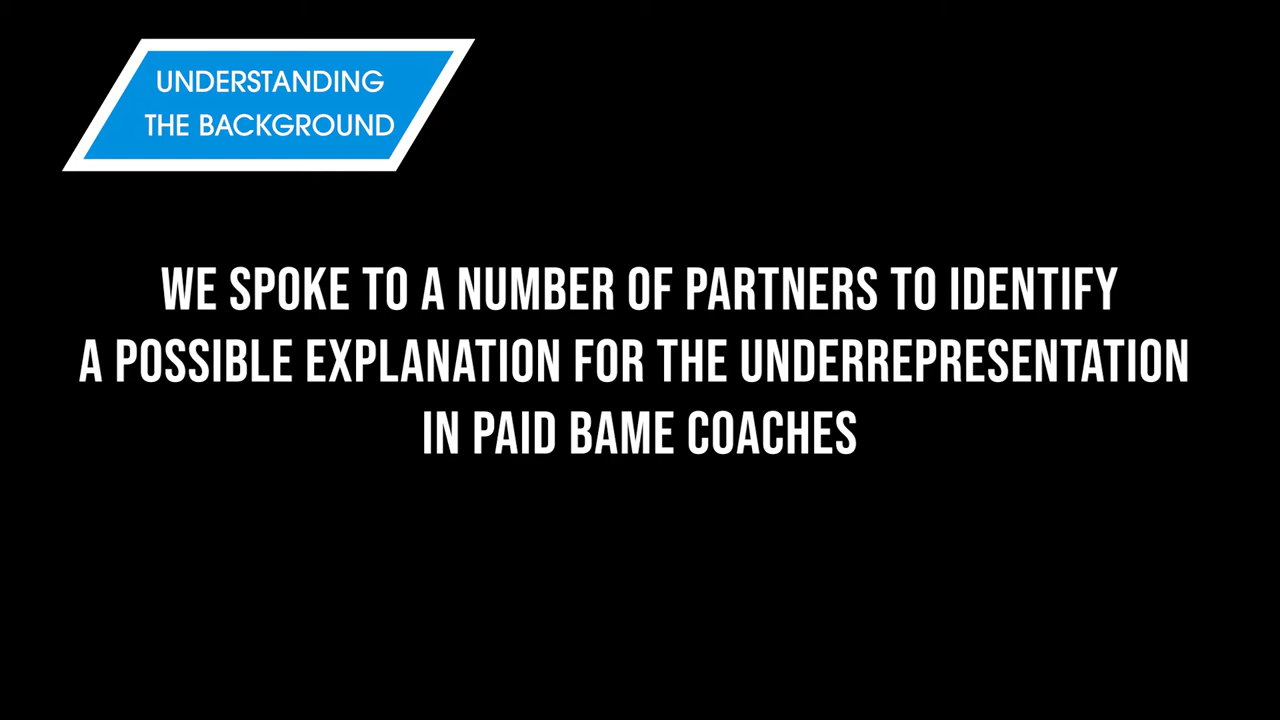 UNDERSTANDING
THE BACKGROUND
WE SPOKE TO A NUMBER OF PARTNERS TO IDENTIFY
A POSSIBLE EXPLANATION FOR THE UNDERREPRESENTATION
IN PAID BAME COACHES